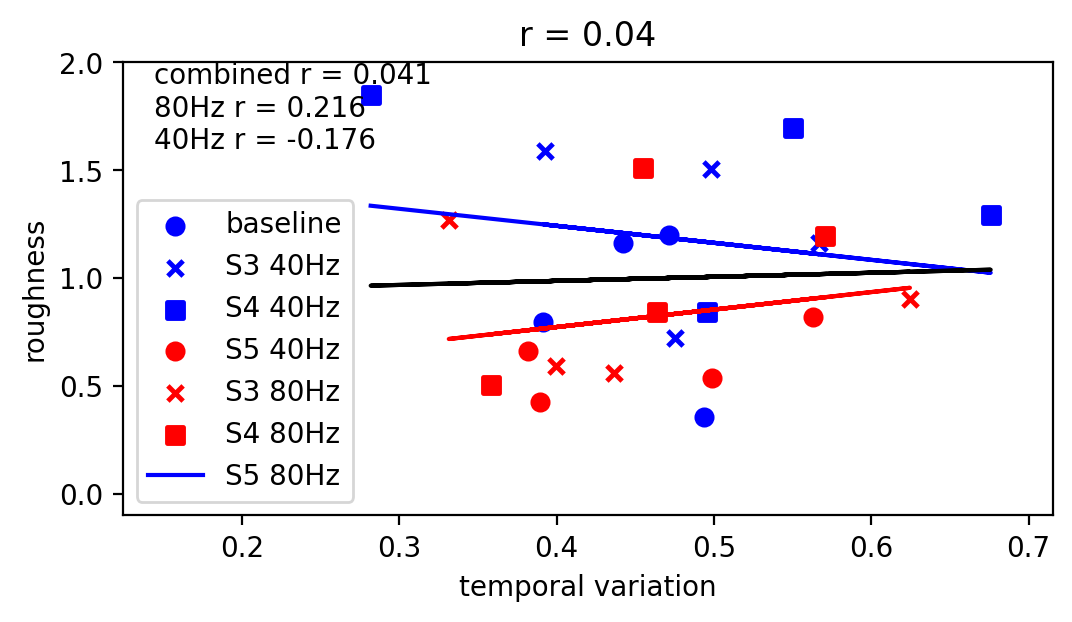 r = 0.04
combined r = 0.041
80Hz r = 0.216
40Hz r = -0.176
2.0
1.5
1.0
0.5
0.0
roughness
baseline
S3 40Hz
S4 40Hz
S5 40Hz
S3 80Hz
S4 80Hz
S5 80Hz
0.2 0.3 0.4 0.5 0.6 0.7
temporal variation